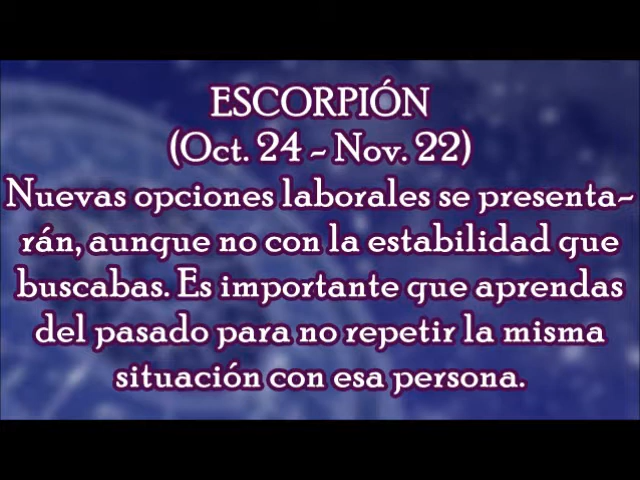 ESCORPIÓN
(Oct. 24 - Nov. 22)
Nuevas opciones laborales se presenta-
rán, aunque no con la estabilidad que
buscabas. Es importante que aprendas
del pasado para no repetir la misma
situación con esa persona.